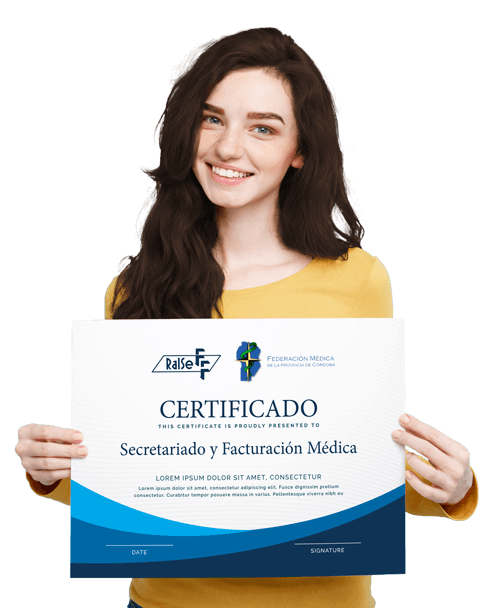 RaISe FFF
FEDERACIÓN MÉDICA
DE LA PROVINCIA DE CÓRDOBA
CERTIFICADO
THIS CERTIFICATE IS PROUDLY PRESENTED TO
Secretariado y Facturación Médica
LOREM IPSUM DOLOR SIT AMET, CONSECTETUR
Lorem ipsum dolor sit amet, consectetur adipiscing elit. Fusce dignissim pretium
consectetur. Curabitur tempor posuere massa in varius. Pellentesque viverra nibh eu
DATE
SIGNATURE